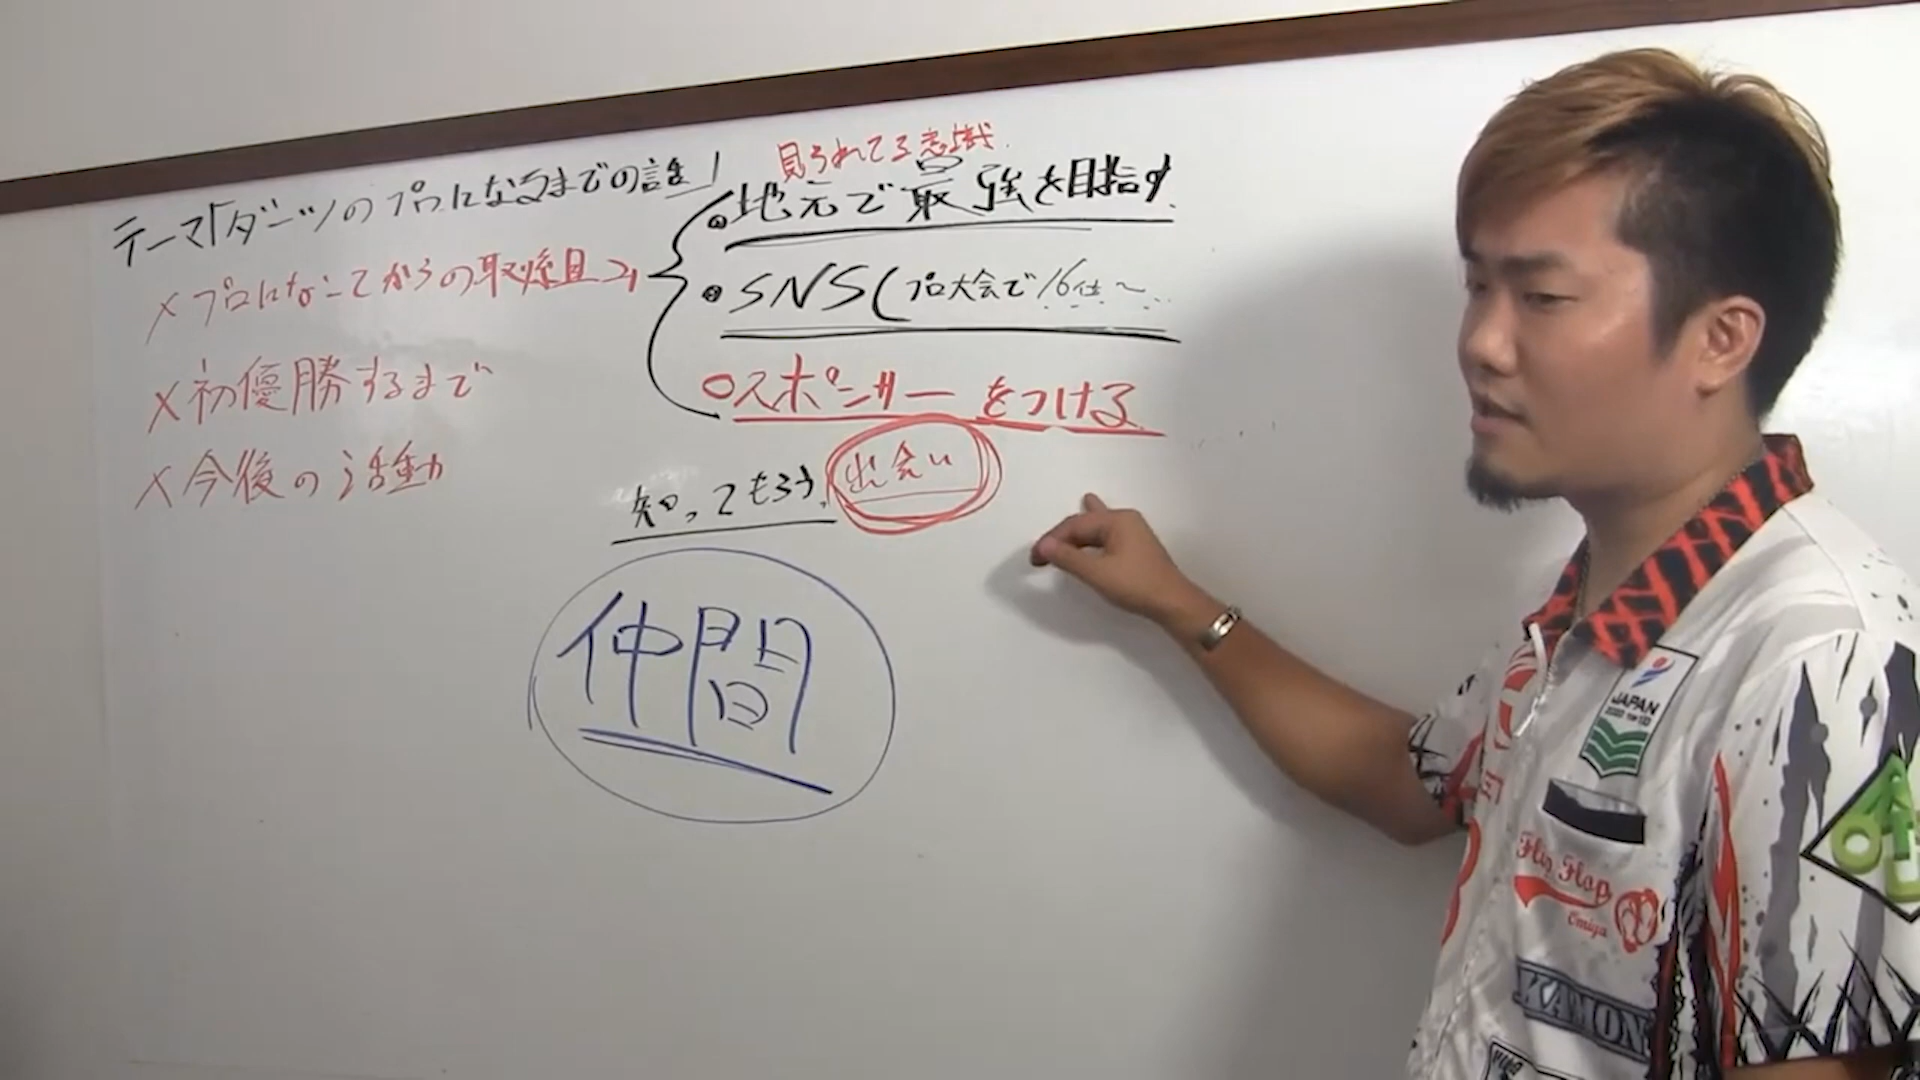 テーマ「ダーツのプロになるまでの話」
× プロになってからの取り組み
× 初優勝するまで
× 今後の活動
見られてる意識
地元で最強を目指す
SNS(プロ大会で16位〜
スポンサーをつける
知ってもらう
出会い
仲間
JAPAN
Flip Flop
Omiya
KAMON